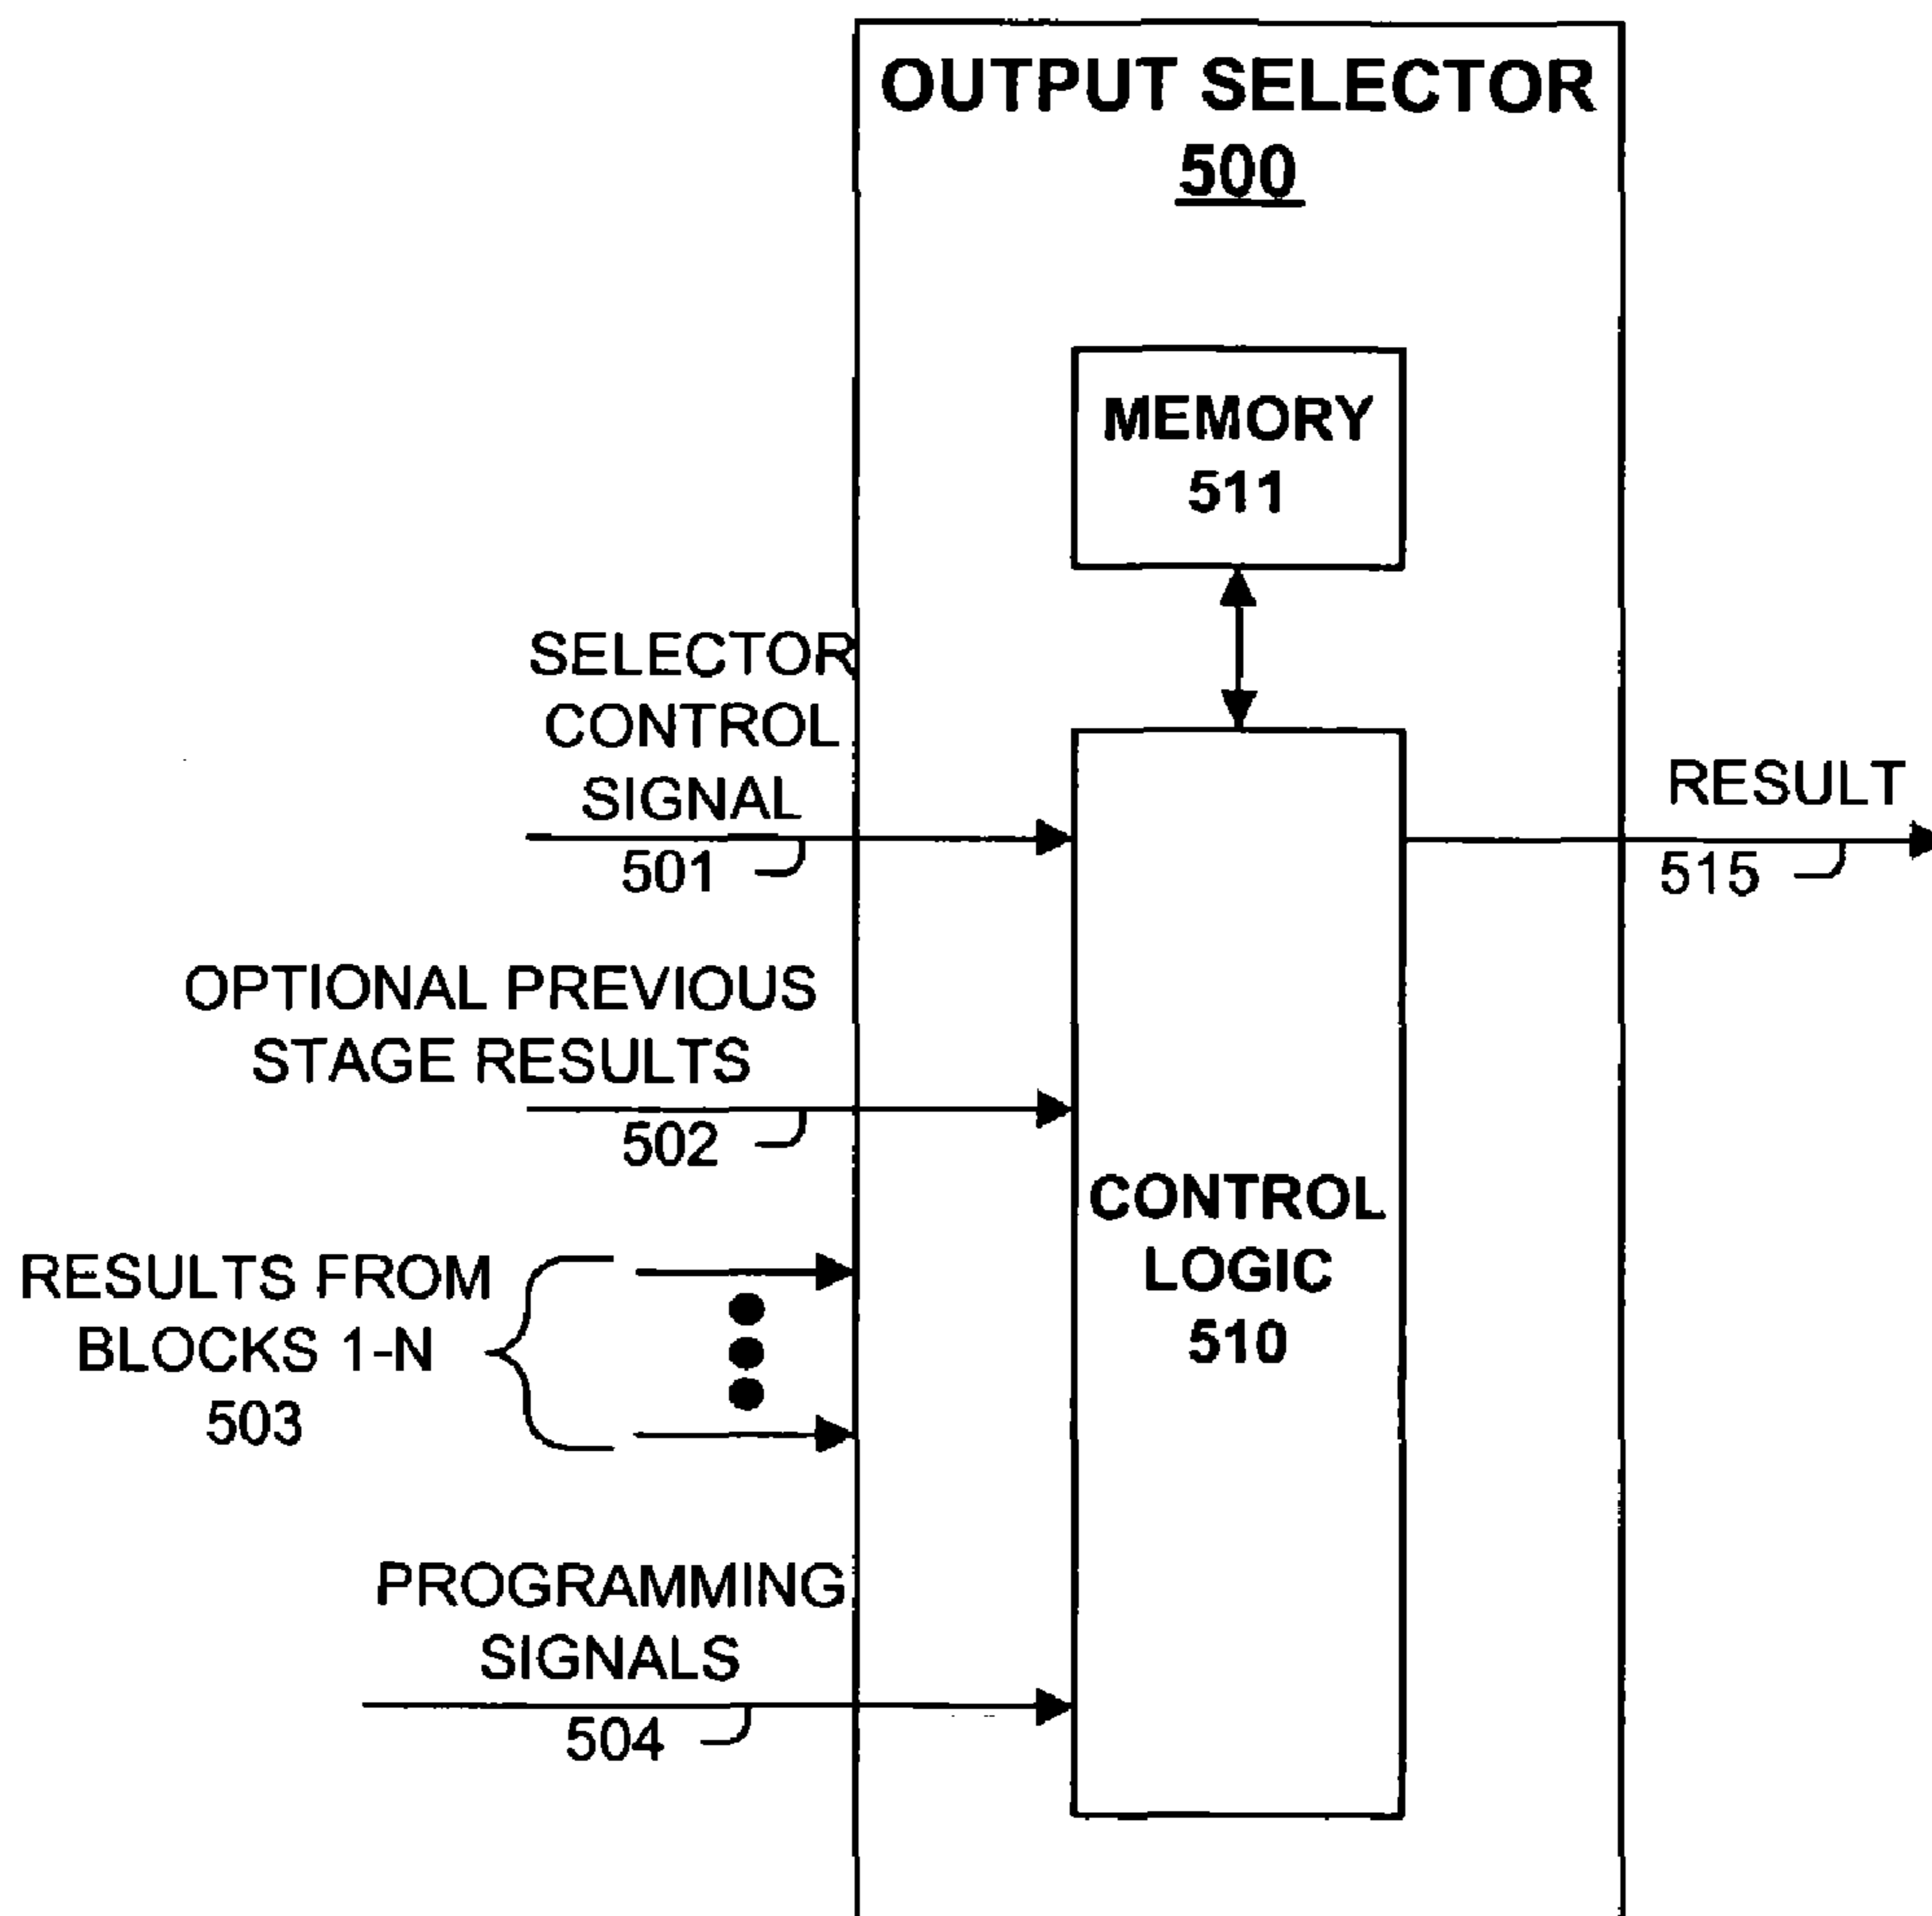 OUTPUT SELECTOR
500
MEMORY
511
SELECTOR
CONTROL
SIGNAL
501
RESULT
515
OPTIONAL PREVIOUS
STAGE RESULTS
502
CONTROL
LOGIC
510
RESULTS FROM
BLOCKS 1-N
503
PROGRAMMING
SIGNALS
504